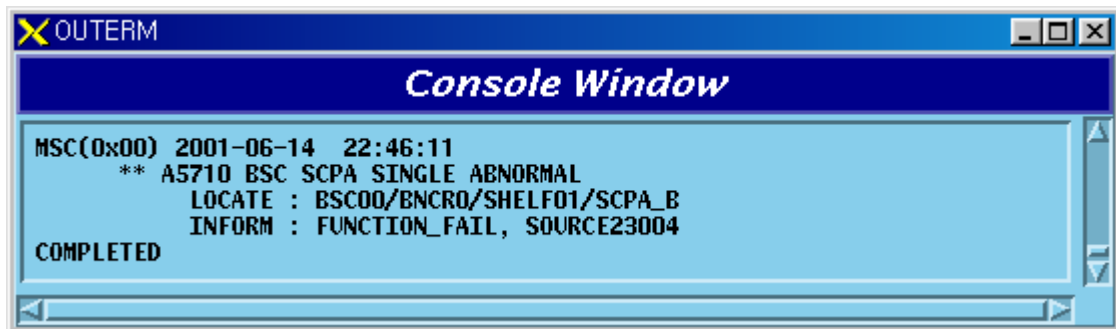 OUTERM
Console Window
MSC(0x00) 2001-06-14 22:46:11
** A5710 BSC SCPA SINGLE ABNORMAL
LOCATE : BSC00/BNCR0/SHELF01/SCPA_B
INFORM : FUNCTION_FAIL, SOURCE23004
COMPLETED